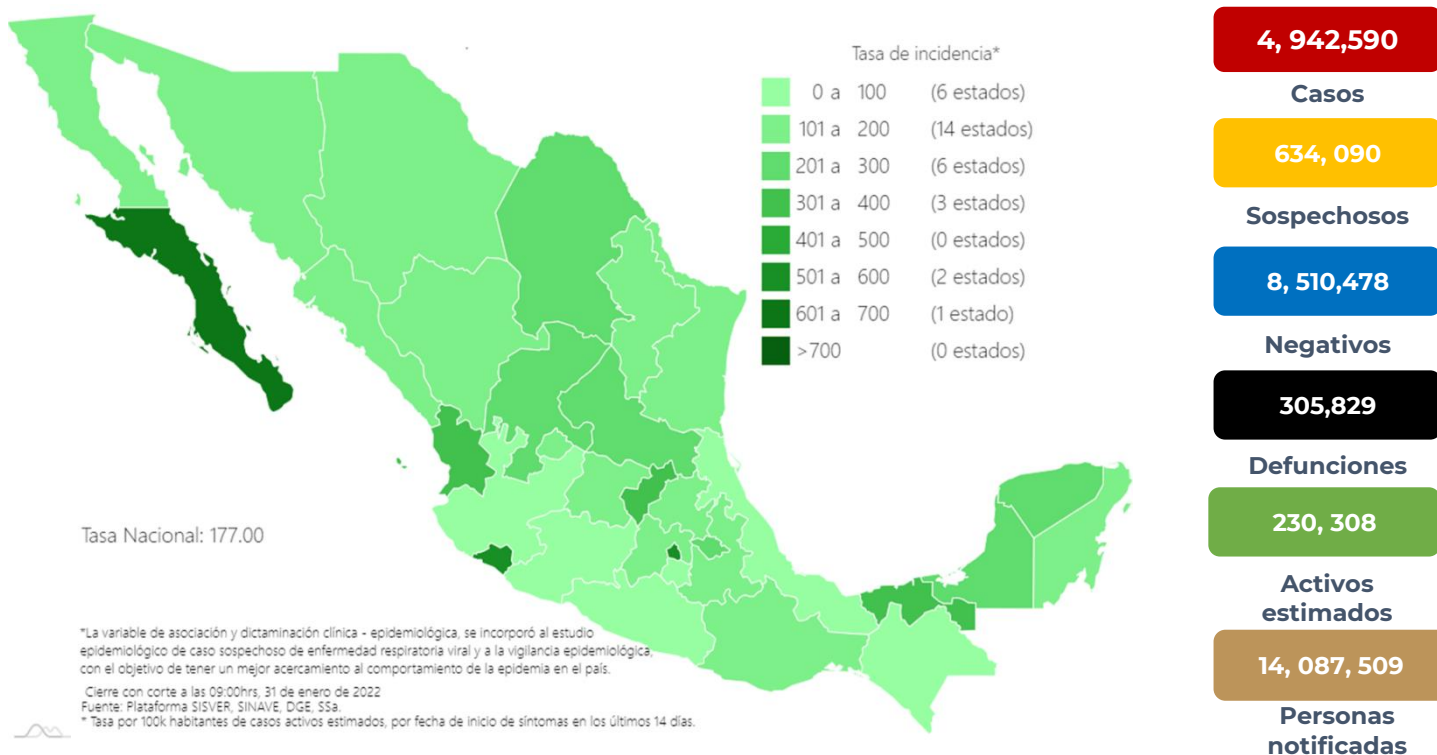 Tasa de incidencia*
0 a 100 (6 estados)
101 a 200 (14 estados)
201 a 300 (6 estados)
301 a 400 (3 estados)
401 a 500 (0 estados)
501 a 600 (2 estados)
601 a 700 (1 estado)
>700 (0 estados)
Tasa Nacional: 177.00
*La variable de asociación y dictaminación clínica - epidemiológica, se incorporó al estudio
epidemiológico de caso sospechoso de enfermedad respiratoria viral y a la vigilancia epidemiológica,
con el objetivo de tener un mejor acercamiento al comportamiento de la epidemia en el país.
Cierre con corte a las 09:00hrs, 31 de enero de 2022
Fuente: Plataforma SISVER, SINAVE, DGE, SSa.
* Tasa por 100k habitantes de casos activos estimados, por fecha de inicio de síntomas en los últimos 14 días.
4, 942,590
Casos
634, 090
Sospechosos
8, 510,478
Negativos
305,829
Defunciones
230, 308
Activos
estimados
14, 087, 509
Personas
notificadas